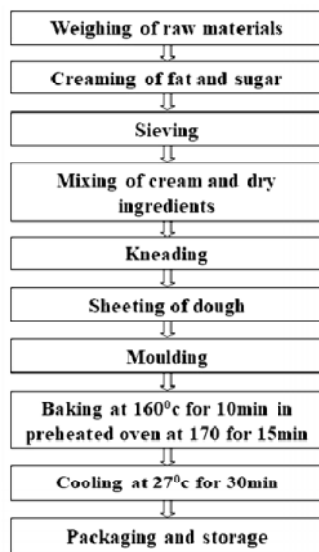 Weighing of raw materials
Creaming of fat and sugar
Sieving
Mixing of cream and dry
ingredients
Kneading
Sheeting of dough
Moulding
Baking at 160⁰c for 10min in
preheated oven at 170 for 15min
Cooling at 27⁰c for 30min
Packaging and storage